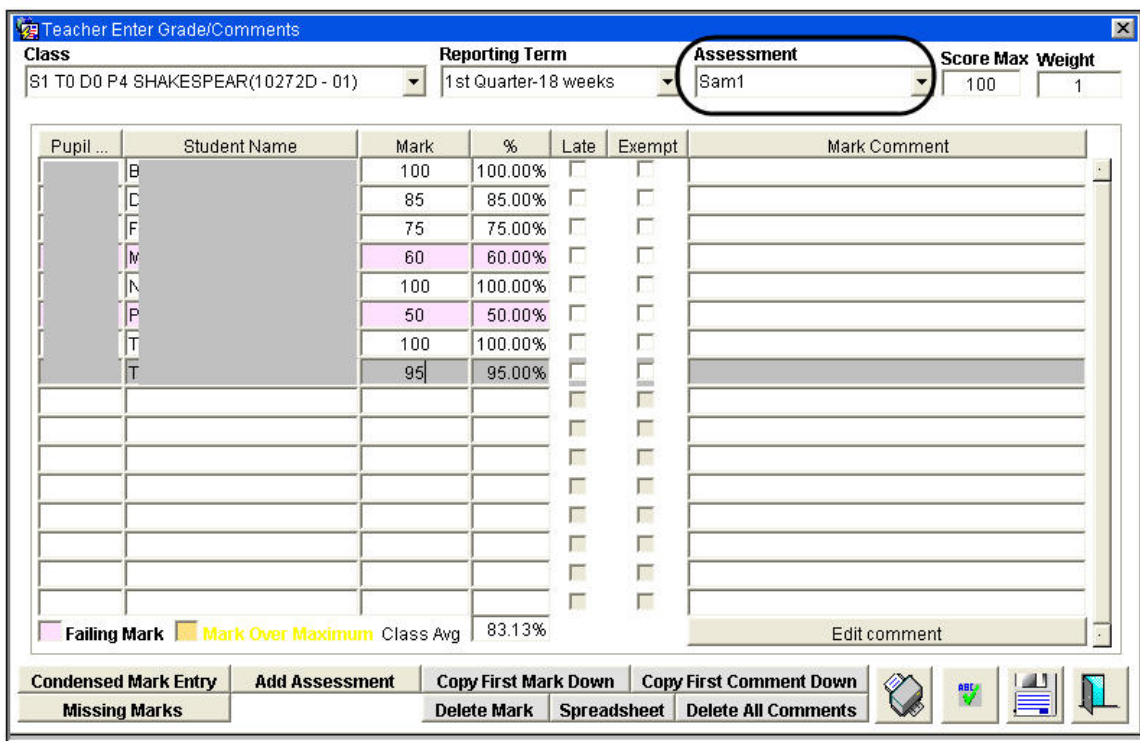 Teacher Enter Grade/Comments
Class Reporting Term Assessment Score Max Weight
S1 T0 D0 P4 SHAKESPEAR(10272D - 01) 1st Quarter-18 weeks Sam1 100 1
Pupil ... Student Name Mark % Late Exempt Mark Comment
B 100 100.00%
D 85 85.00%
F 75 75.00%
M 60 60.00%
N 100 100.00%
P 50 50.00%
T 100 100.00%
T 95 95.00%
Failing Mark Mark Over Maximum Class Avg 83.13% Edit comment
Condensed Mark Entry Add Assessment Copy First Mark Down Copy First Comment Down
ABC
Missing Marks Delete Mark Spreadsheet Delete All Comments